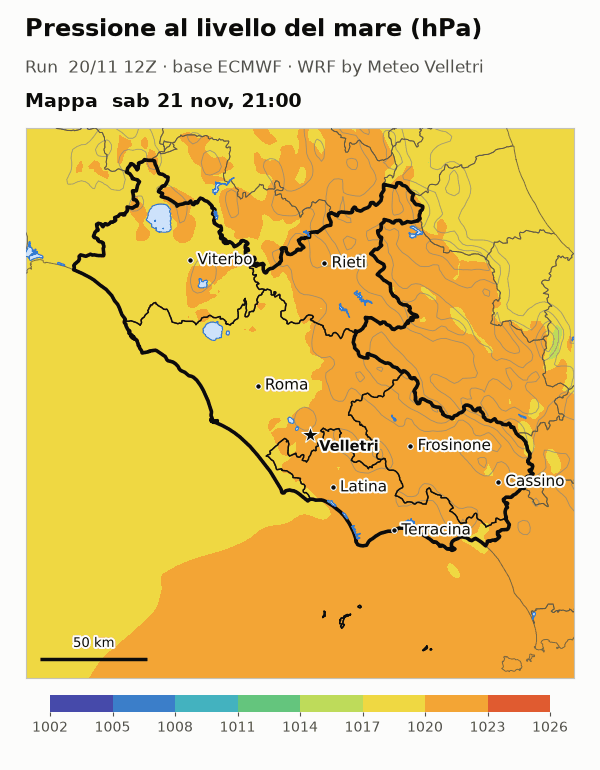 Pressione al livello del mare (hPa)
Run  20/11 12Z · base ECMWF · WRF by Meteo Velletri
Mappa  sab 21 nov, 21:00
Viterbo
Rieti
Roma
Velletri
Frosinone
Latina
Cassino
Terracina
50 km
1002 1005 1008 1011 1014 1017 1020 1023 1026